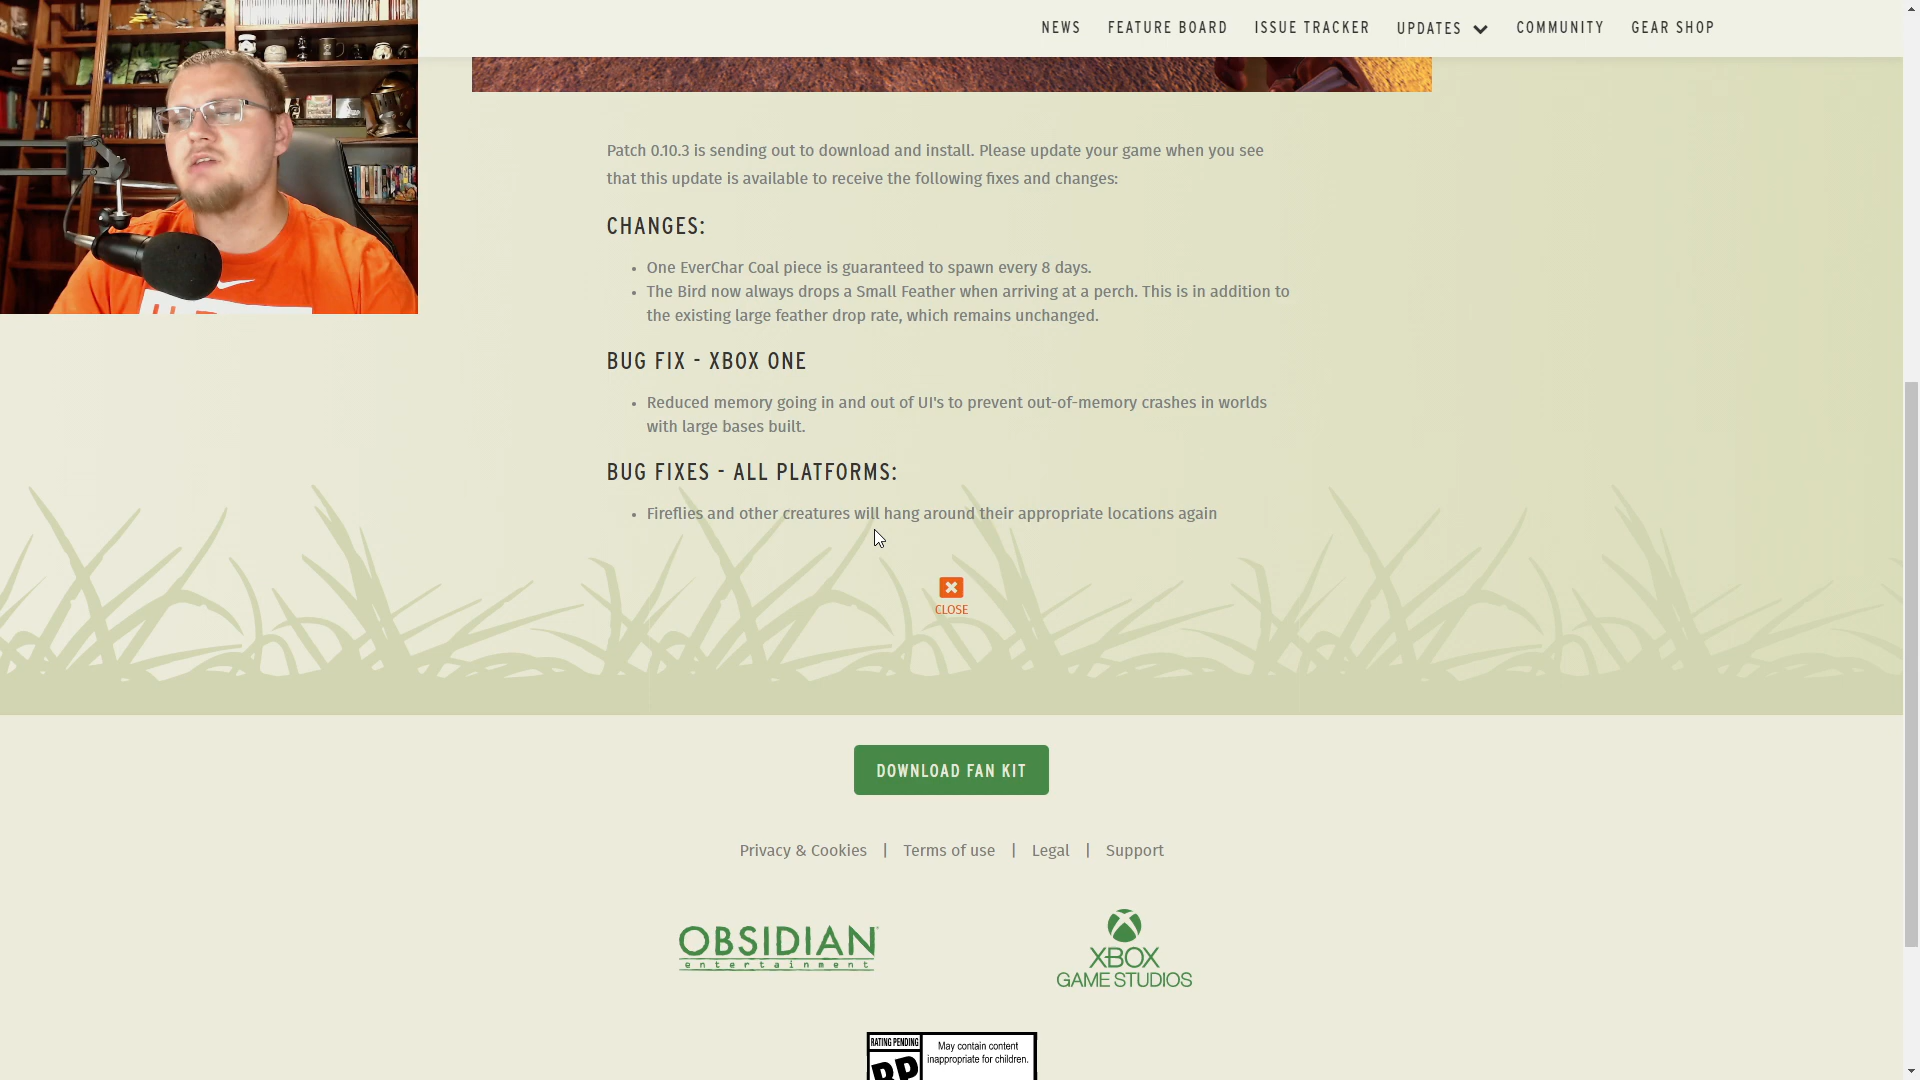 NEWS FEATURE BOARD ISSUE TRACKER UPDATES COMMUNITY GEAR SHOP
Patch 0.10.3 is sending out to download and install. Please update your game when you see
that this update is available to receive the following fixes and changes:
CHANGES:
• One EverChar Coal piece is guaranteed to spawn every 8 days.
• The Bird now always drops a Small Feather when arriving at a perch. This is in addition to
the existing large feather drop rate, which remains unchanged.
BUG FIX - XBOX ONE
• Reduced memory going in and out of UI's to prevent out-of-memory crashes in worlds
with large bases built.
BUG FIXES - ALL PLATFORMS:
• Fireflies and other creatures will hang around their appropriate locations again
CLOSE
DOWNLOAD FAN KIT
Privacy & Cookies | Terms of use | Legal | Support
OBSIDIAN
entertainment
XBOX
GAME STUDIOS
RATING PENDING
May contain content
inappropriate for children.
RP